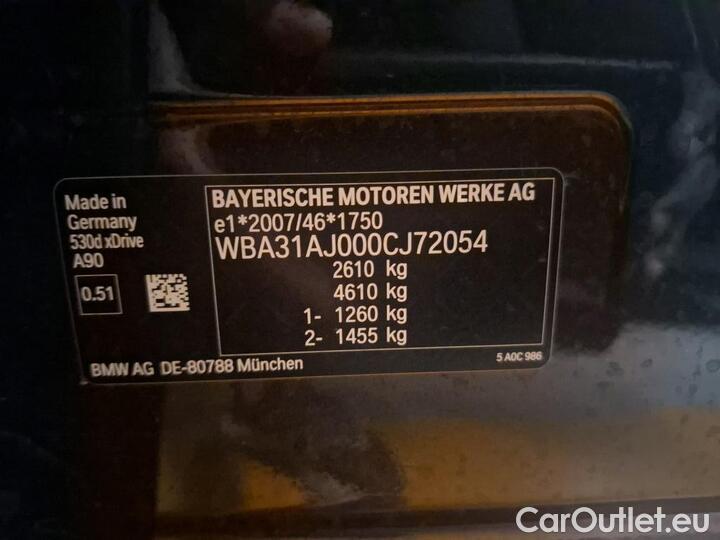 Made in
Germany
530d xDrive
A90
0.51
BAYERISCHE MOTOREN WERKE AG
e1*2007/46*1750
WBA31AJ000CJ72054
2610 kg
4610 kg
1- 1260 kg
2- 1455 kg
BMW AG DE-80788 München
5 A0C 986
CarOutlet.eu